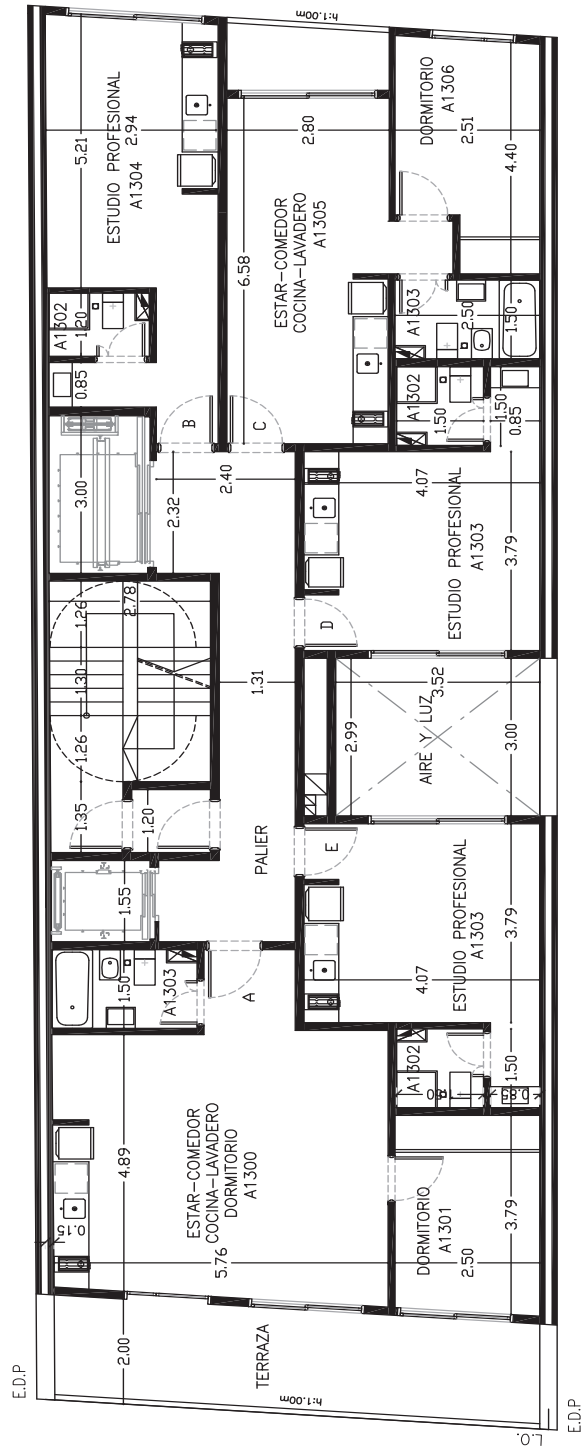 h:1.00m
5.21
ESTUDIO PROFESIONAL
2.94
A1304
2.80
DORMITORIO
A1306
2.51
4.40
6.58
ESTAR-COMEDOR
COCINA-LAVADERO
A1305
A1302
1.20
0.85
A1303
2.50
1.50
A1302
1.50
1.50
0.85
B
C
3.00
2.32
2.40
4.07
ESTUDIO PROFESIONAL
A1303
3.79
D
2.78
1.26
1.30
1.26
1.31
3.52
2.99
AIRE Y LUZ
3.00
1.35
1.20
PALIER
E
1.55
1.50
A1303
A
4.07
ESTUDIO PROFESIONAL
A1303
3.79
A1302
1.50
0.85
1.50
4.89
ESTAR-COMEDOR
COCINA-LAVADERO
DORMITORIO
A1300
5.76
0.15
DORMITORIO
A1301
2.50
3.79
2.00
TERRAZA
h:1.00m
E.D.P
L.O.
E.D.P